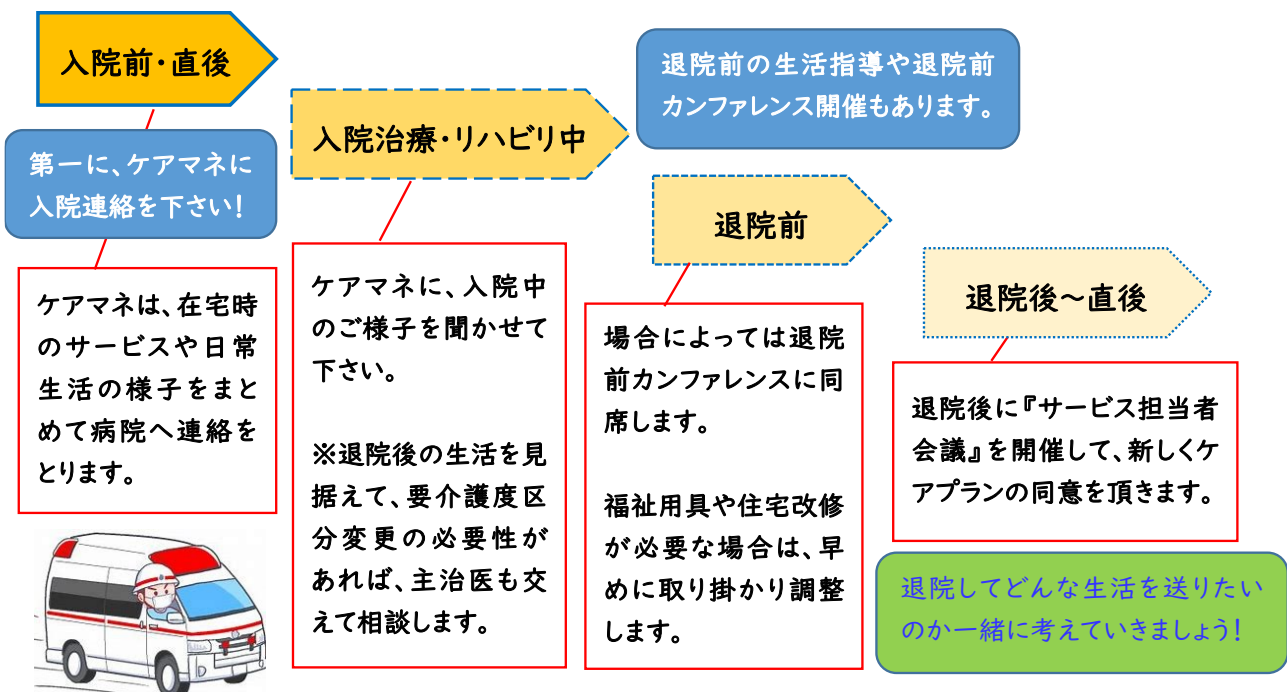 入院前・直後
第一に、ケアマネに
入院連絡を下さい!
ケアマネは、在宅時
のサービスや日常
生活の様子をまと
めて病院へ連絡を
とります。
入院治療・リハビリ中
ケアマネに、入院中
のご様子を聞かせて
下さい。
※退院後の生活を見
据えて、要介護度区
分変更の必要性が
あれば、主治医も交
えて相談します。
退院前の生活指導や退院前
カンファレンス開催もあります。
退院前
場合によっては退院
前カンファレンスに同
席します。
福祉用具や住宅改修
が必要な場合は、早
めに取り掛かり調整
します。
退院後～直後
退院後に『サービス担当者
会議』を開催して、新しくケ
アプランの同意を頂きます。
退院してどんな生活を送りたい
のか一緒に考えていきましょう!